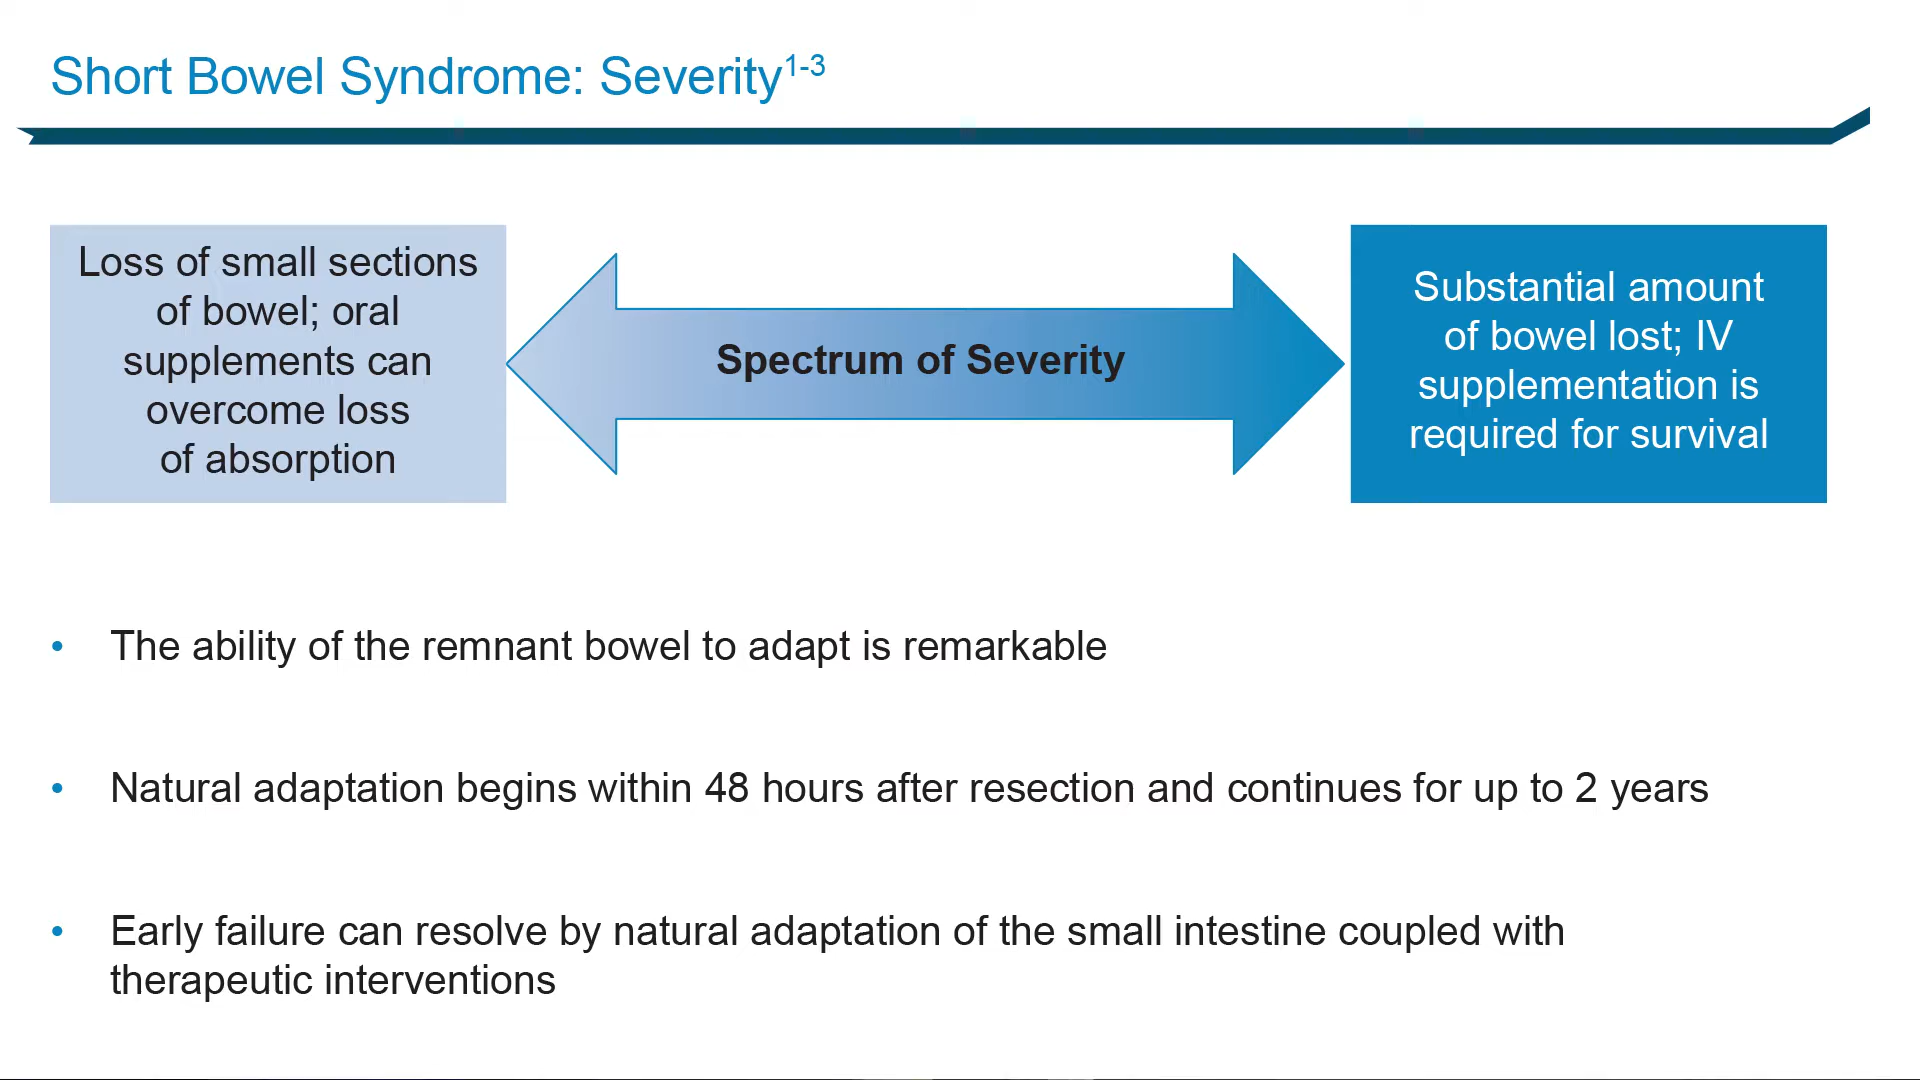 Short Bowel Syndrome: Severity1-3
Loss of small sections
of bowel; oral
supplements can
overcome loss
of absorption
Spectrum of Severity
Substantial amount
of bowel lost; IV
supplementation is
required for survival
• The ability of the remnant bowel to adapt is remarkable
• Natural adaptation begins within 48 hours after resection and continues for up to 2 years
• Early failure can resolve by natural adaptation of the small intestine coupled with
therapeutic interventions